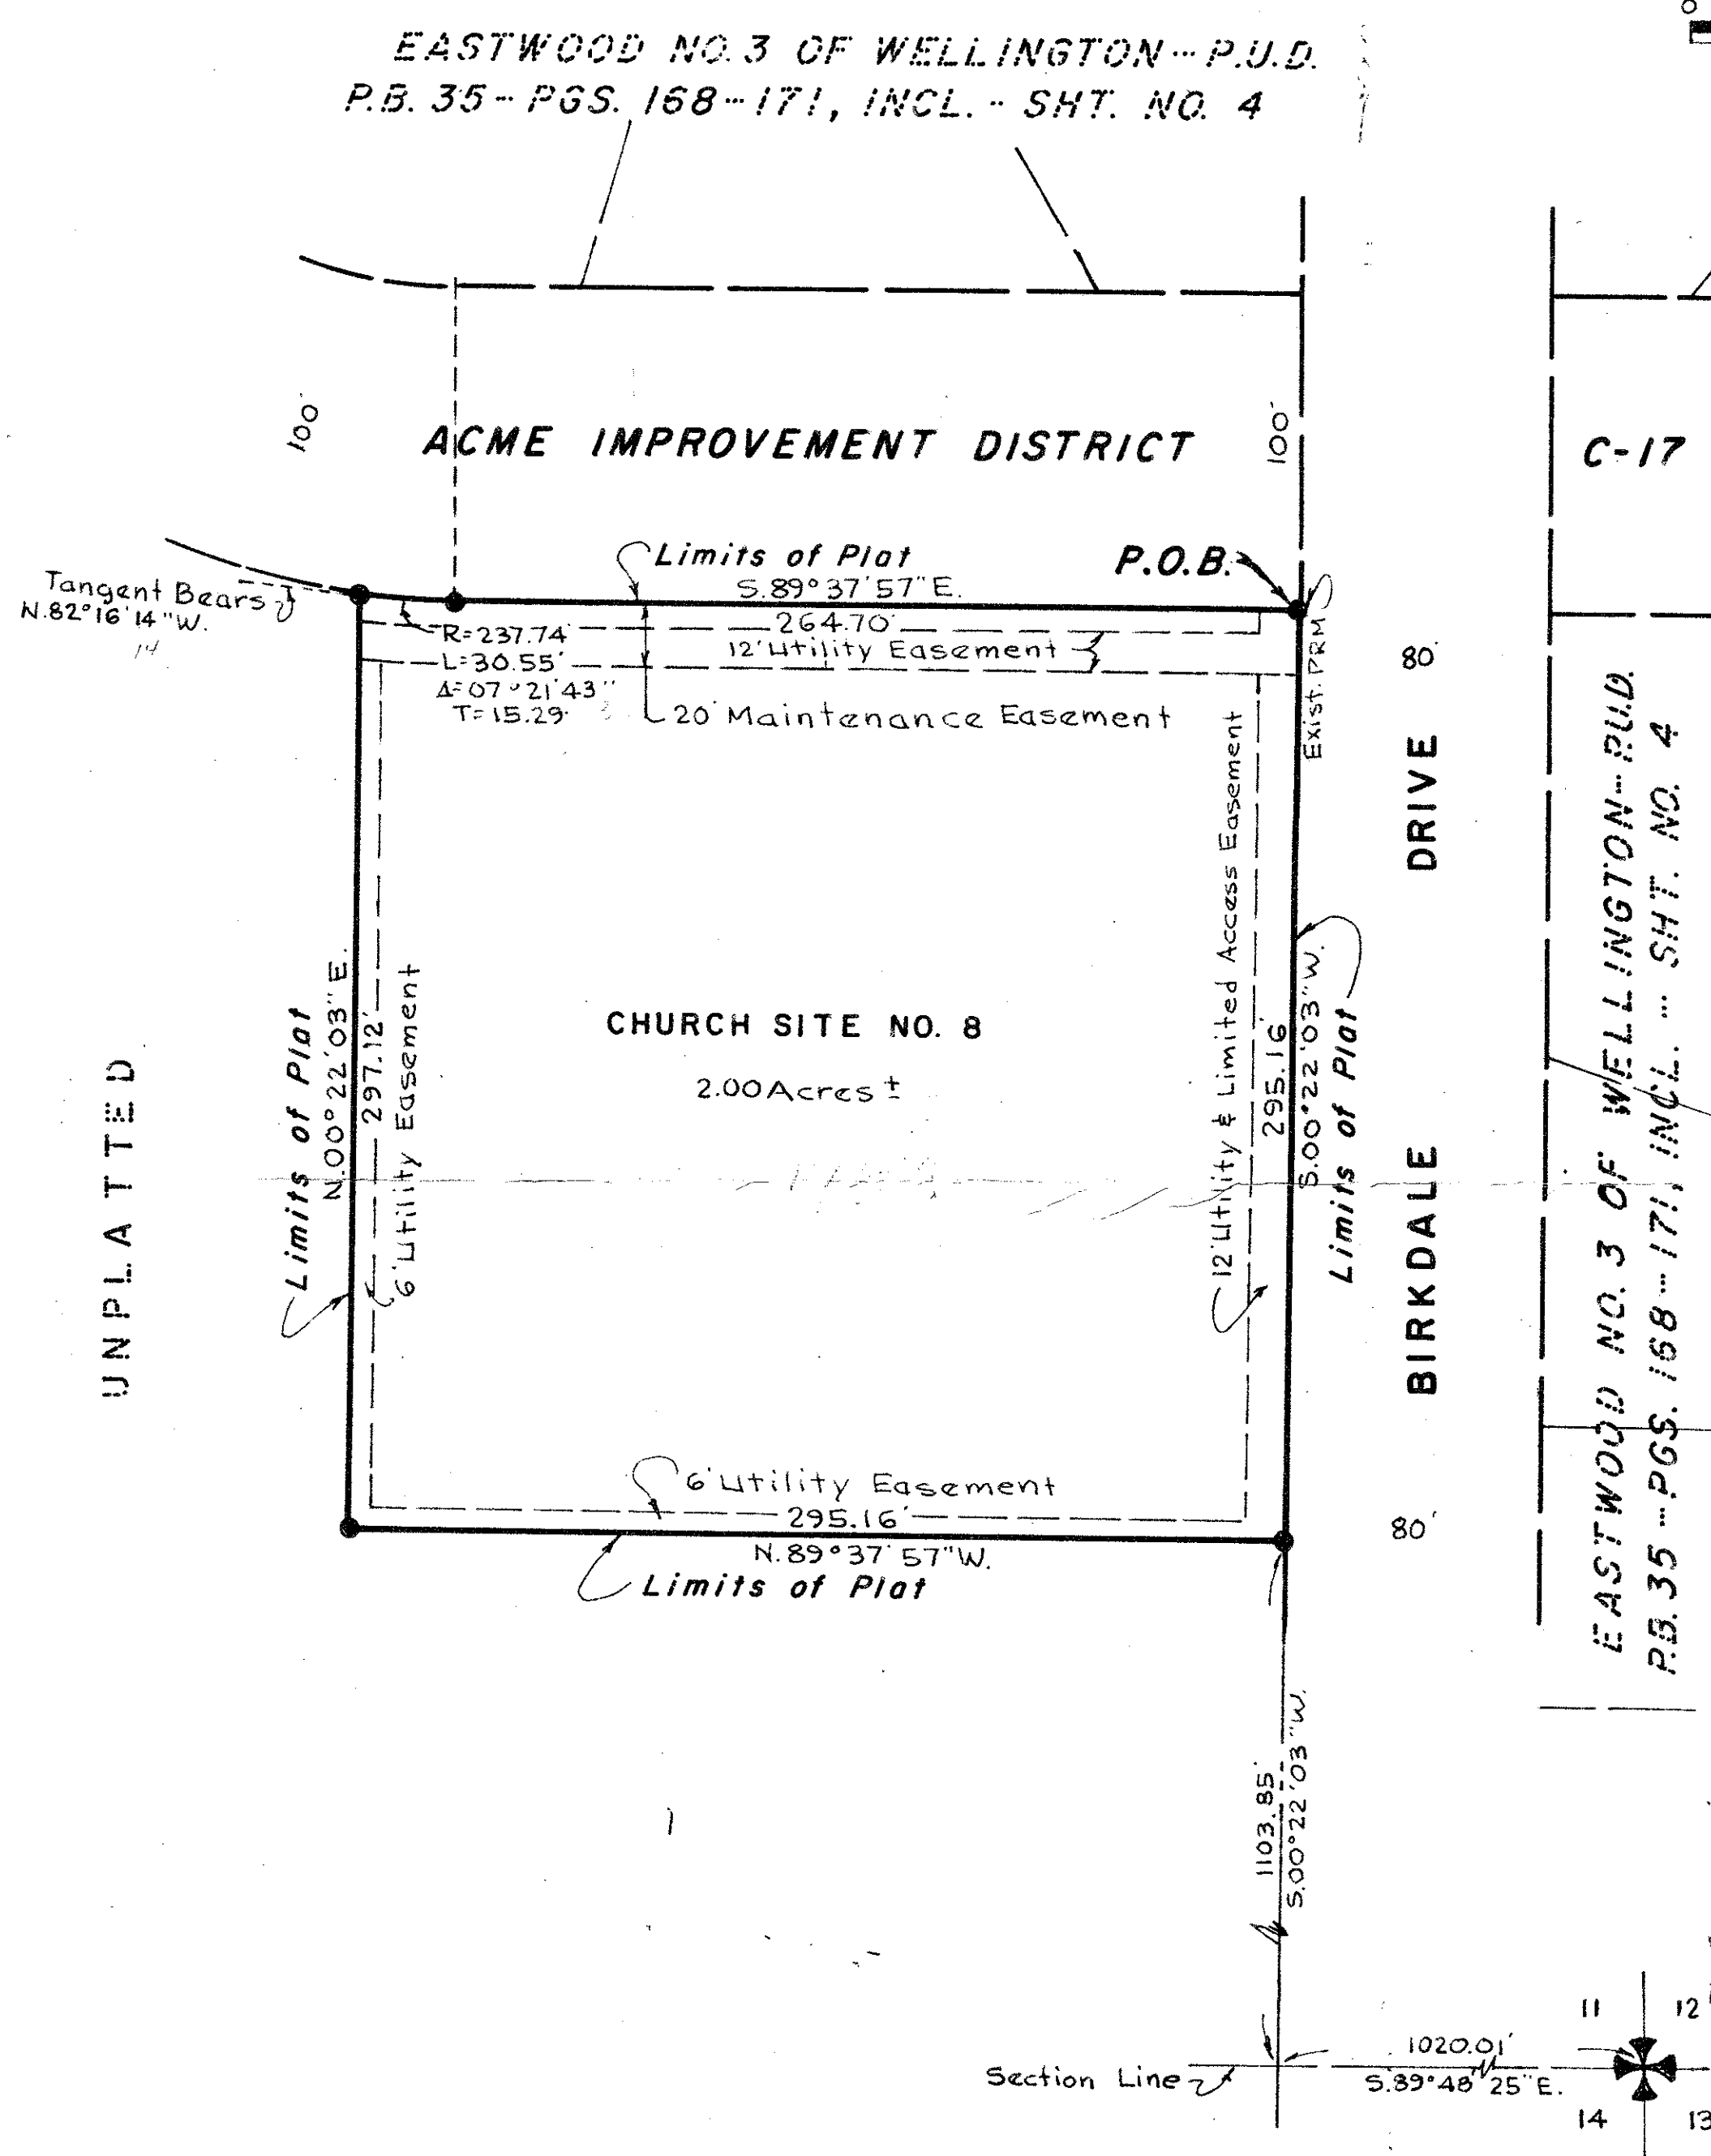 EASTWOOD NO. 3 OF WELLINGTON - P.U.D.
P.B. 35 - PGS. 168 - 171, INCL. - SHT. NO. 4
100'
ACME IMPROVEMENT DISTRICT
100'
C-17
Limits of Plat
P.O.B.
S.89°37'57"E.
264.70'
Tangent Bears
N.82°16'14"W.
14
R=237.74'
L=30.55'
Δ=07°21'43"
T=15.29'
12' Utility Easement
20' Maintenance Easement
Exist. PRM
80'
DRIVE
BIRKDALE
12' Utility & Limited Access Easement
295.16'
S.00°22'03"W.
Limits of Plat
EASTWOOD NO. 3 OF WELLINGTON - P.U.D.
P.B. 35 - PGS. 168 - 171, INCL. - SHT. NO. 4
UNPLATTED
Limits of Plat
N.00°22'03"E.
297.12'
6' Utility Easement
CHURCH SITE NO. 8
2.00 Acres ±
6' Utility Easement
295.16'
N.89°37'57"W.
Limits of Plat
80'
1103.85'
S.00°22'03"W.
Section Line
1020.01'
S.89°48'25"E.
11
12
14
13